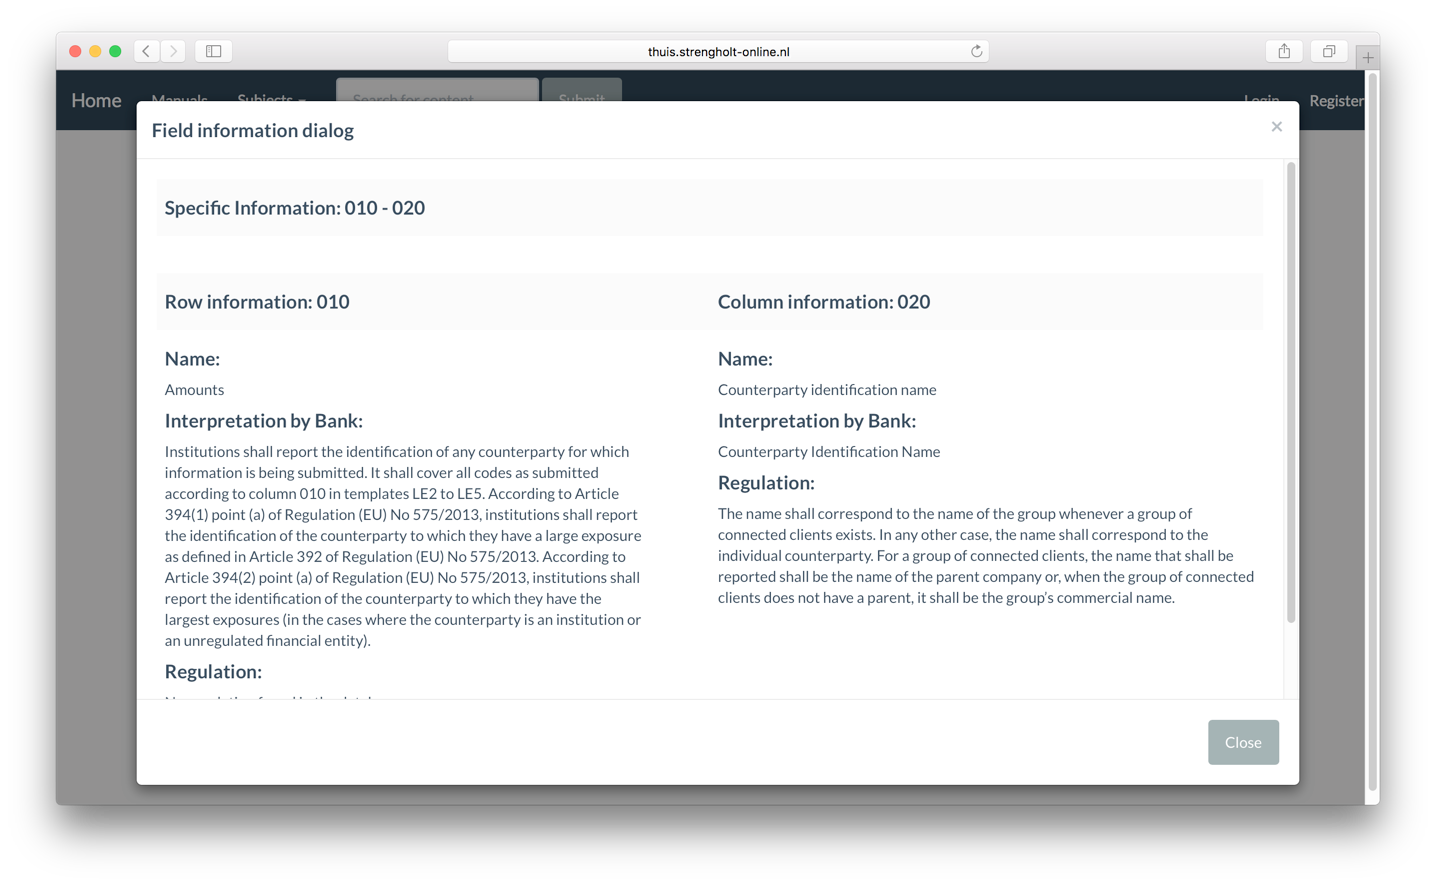 thuis.strengholt-online.nl
Home Manuals Subjects Search for content Submit Login Register
Field information dialog ×
Specific Information: 010 - 020
Row information: 010
Column information: 020
Name:
Amounts
Interpretation by Bank:
Institutions shall report the identification of any counterparty for which
information is being submitted. It shall cover all codes as submitted
according to column 010 in templates LE2 to LE5. According to Article
394(1) point (a) of Regulation (EU) No 575/2013, institutions shall report
the identification of the counterparty to which they have a large exposure
as defined in Article 392 of Regulation (EU) No 575/2013. According to
Article 394(2) point (a) of Regulation (EU) No 575/2013, institutions shall
report the identification of the counterparty to which they have the
largest exposures (in the cases where the counterparty is an institution or
an unregulated financial entity).
Regulation:
Name:
Counterparty identification name
Interpretation by Bank:
Counterparty Identification Name
Regulation:
The name shall correspond to the name of the group whenever a group of
connected clients exists. In any other case, the name shall correspond to the
individual counterparty. For a group of connected clients, the name that shall be
reported shall be the name of the parent company or, when the group of connected
clients does not have a parent, it shall be the group’s commercial name.
Close